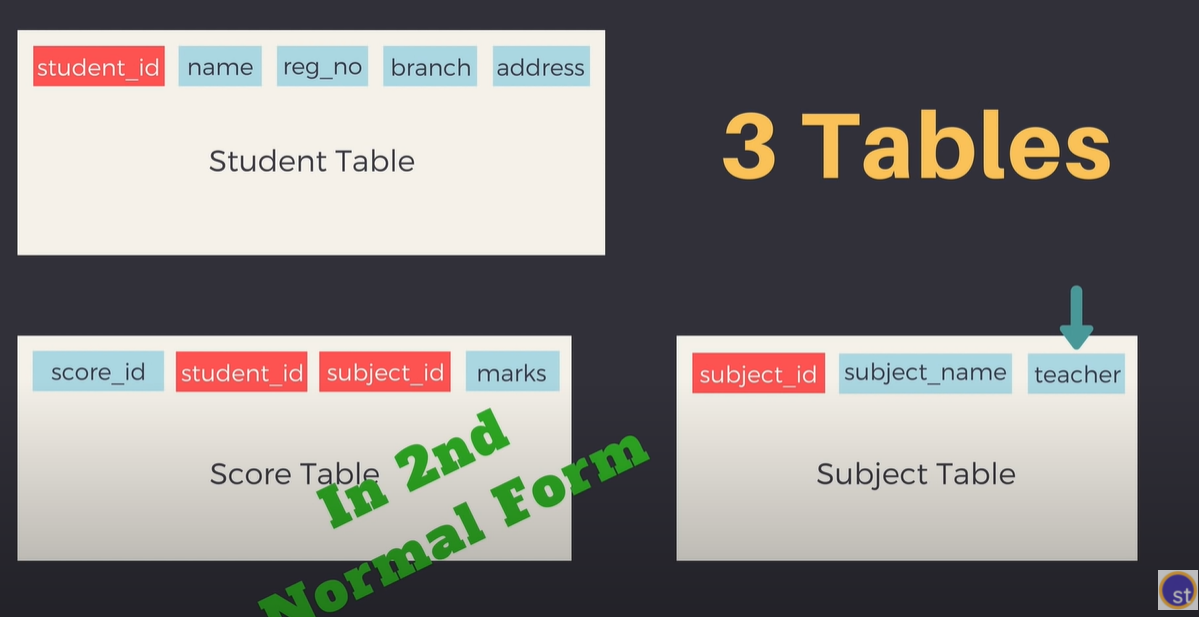 student_id name reg_no branch address
Student Table
3 Tables
score_id student_id subject_id marks
Score Table
In 2nd
Normal Form
subject_id subject_name teacher
Subject Table
st